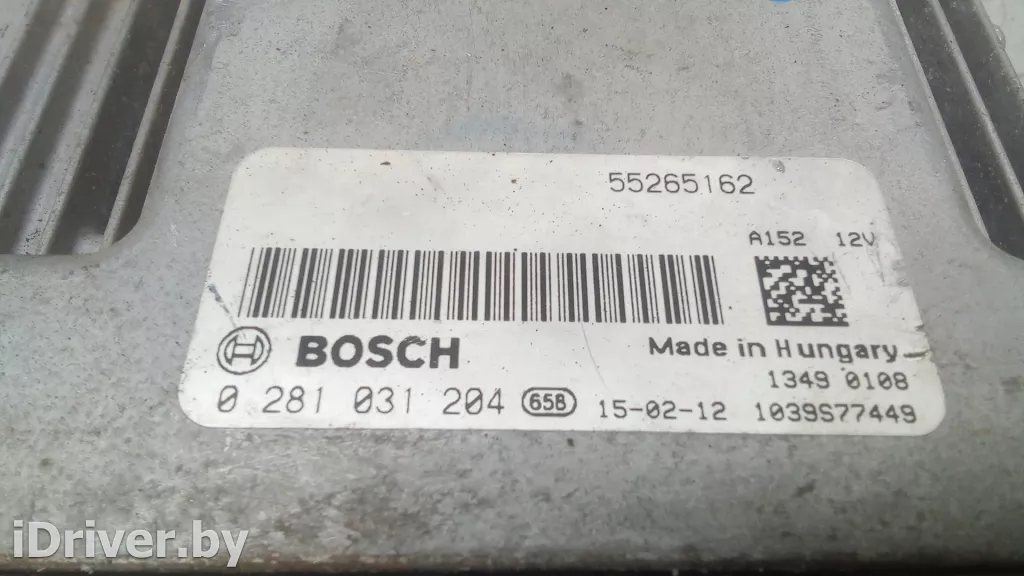 55265162
A152 12V
BOSCH
Made in Hungary
1349 0108
0 281 031 204 65B 15-02-12 1039S77449
iDriver.by